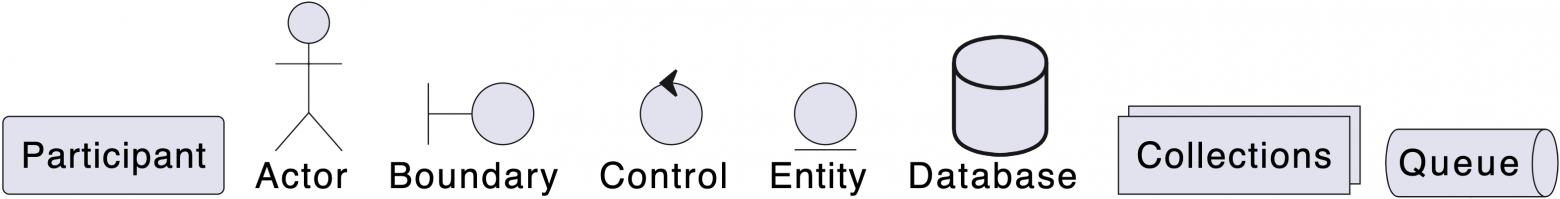 Participant
Actor
Boundary
Control
Entity
Database
Collections
Queue